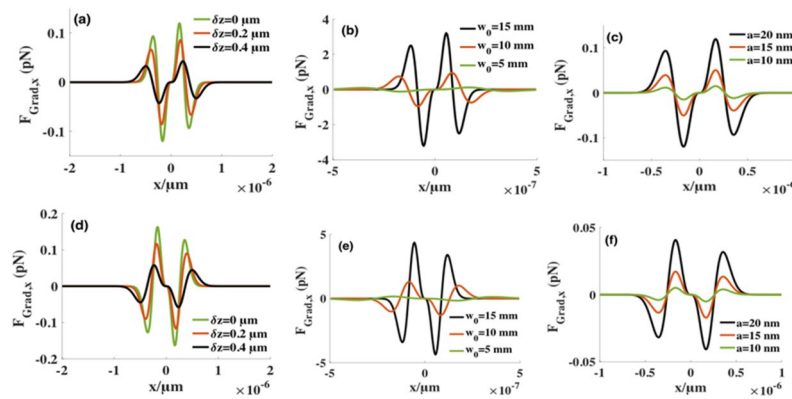 (a)
δz=0 μm
δz=0.2 μm
δz=0.4 μm
0.1
0
-0.1
F_Grad,x (pN)
-2 -1 0 1 2
x/μm
×10^-6
(b)
w₀=15 mm
w₀=10 mm
w₀=5 mm
4
2
0
-2
-4
F_Grad,x (pN)
-5 0 5
x/μm
×10^-7
(c)
a=20 nm
a=15 nm
a=10 nm
0.1
0
-0.1
F_Grad,x (pN)
-1 -0.5 0 0.5
x/μm
(d)
δz=0 μm
δz=0.2 μm
δz=0.4 μm
0.2
0.1
0
-0.1
-0.2
F_Grad,x (pN)
-2 -1 0 1 2
x/μm
×10^-6
(e)
w₀=15 mm
w₀=10 mm
w₀=5 mm
5
0
-5
F_Grad,x (pN)
-5 0 5
x/μm
×10^-7
(f)
a=20 nm
a=15 nm
a=10 nm
0.05
0
-0.05
F_Grad,x (pN)
-1 -0.5 0 0.5 1
x/μm
×10^-6